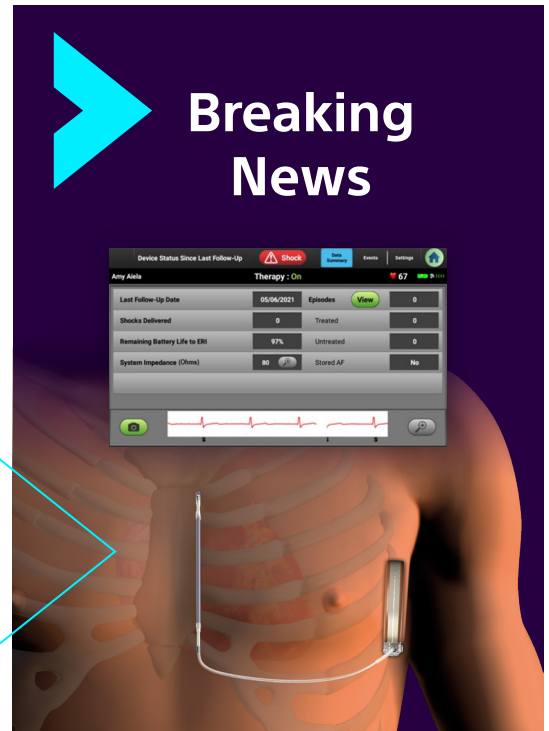 Breaking
News
Device Status Since Last Follow-Up Shock Data Summary Events Settings
Amy Aiela Therapy : On 67
Last Follow-Up Date 05/06/2021 Episodes View 0
Shocks Delivered 0 Treated 0
Remaining Battery Life to ERI 97% Untreated 0
System Impedance (Ohms) 80 Stored AF No
S I S